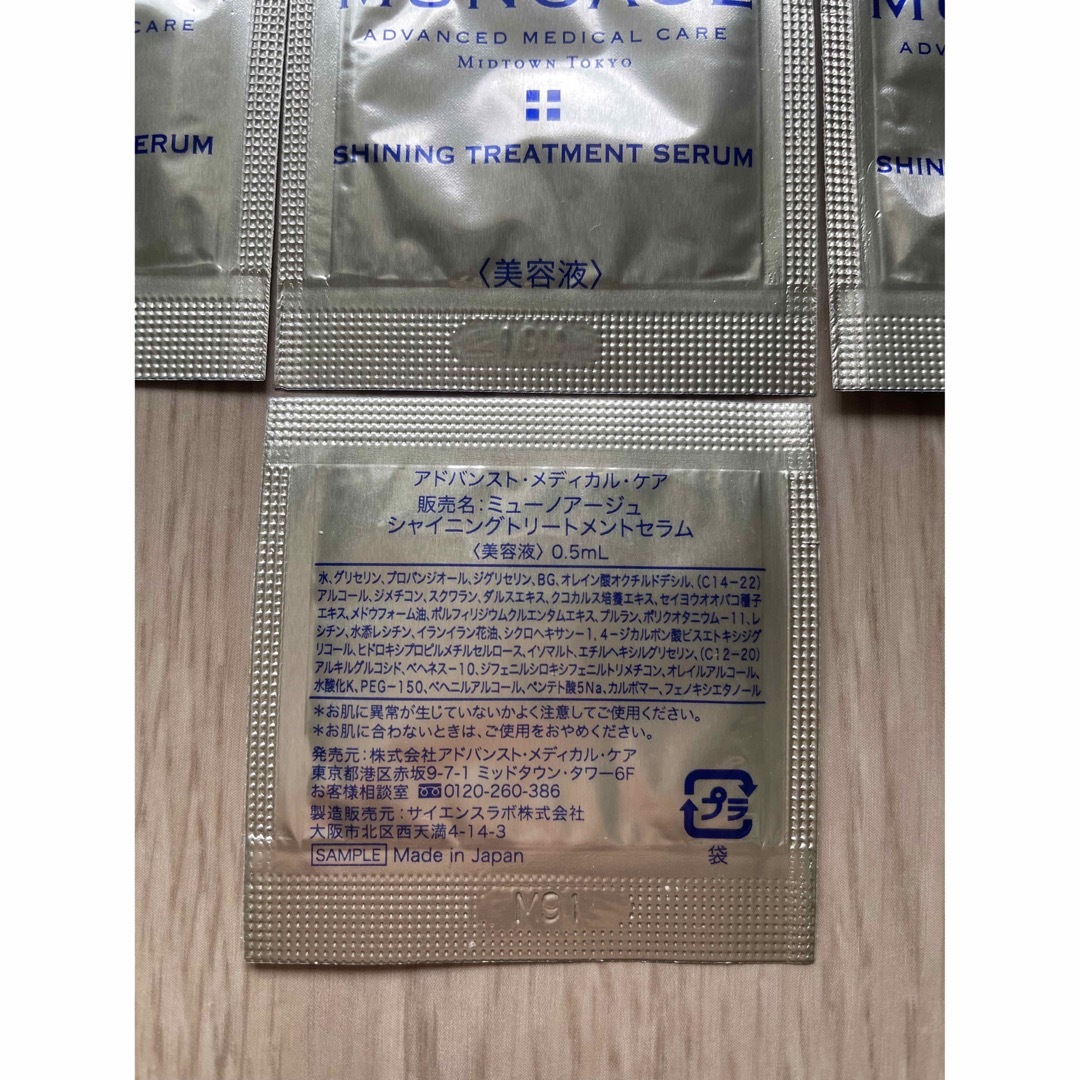 CARE
ERUM
ADVANCED MEDICAL CARE
MIDTOWN TOKYO
SHINING TREATMENT SERUM
〈美容液〉
ADV
SHIN
アドバンスト・メディカル・ケア
販売名：ミューノアージュ
シャイニングトリートメントセラム
〈美容液〉0.5mL
水、グリセリン、プロパンジオール、ジグリセリン、BG、オレイン酸オクチルドデシル、(C14-22)
アルコール、ジメチコン、スクワラン、ダルスエキス、クコカルス培養エキス、セイヨウオオバコ種子
エキス、メドウフォーム油、ポルフィリジウムクルエンタムエキス、プルラン、ポリクオタニウム-11、レ
シチン、水添レシチン、イランイラン花油、シクロヘキサン-1,4-ジカルボン酸ビスエトキシジグ
リコール、ヒドロキシプロピルメチルセルロース、イソマルト、エチルヘキシルグリセリン、(C12-20)
アルキルグルコシド、ベヘネス-10、ジフェニルシロキシフェニルトリメチコン、オレイルアルコール、
水酸化K、PEG-150、ベヘニルアルコール、ペンテト酸5Na、カルボマー、フェノキシエタノール
＊お肌に異常が生じていないかよく注意してご使用ください。
＊お肌に合わないときは、ご使用をおやめください。
発売元：株式会社アドバンスト・メディカル・ケア
東京都港区赤坂9-7-1 ミッドタウン・タワー6F
お客様相談室 0120-260-386
製造販売元：サイエンスラボ株式会社
大阪市北区西天満4-14-3
SAMPLE Made in Japan
プラ
袋
M91